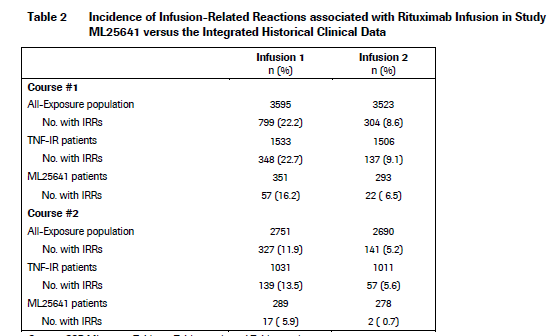 Table 2 Incidence of Infusion-Related Reactions associated with Rituximab Infusion in Study
ML25641 versus the Integrated Historical Clinical Data
Infusion 1 Infusion 2
n (%) n (%)
Course #1
All-Exposure population 3595 3523
No. with IRRs 799 (22.2) 304 (8.6)
TNF-IR patients 1533 1506
No. with IRRs 348 (22.7) 137 (9.1)
ML25641 patients 351 293
No. with IRRs 57 (16.2) 22 ( 6.5)
Course #2
All-Exposure population 2751 2690
No. with IRRs 327 (11.9) 141 (5.2)
TNF-IR patients 1031 1011
No. with IRRs 139 (13.5) 57 (5.6)
ML25641 patients 289 278
No. with IRRs 17 ( 5.9) 2 ( 0.7)